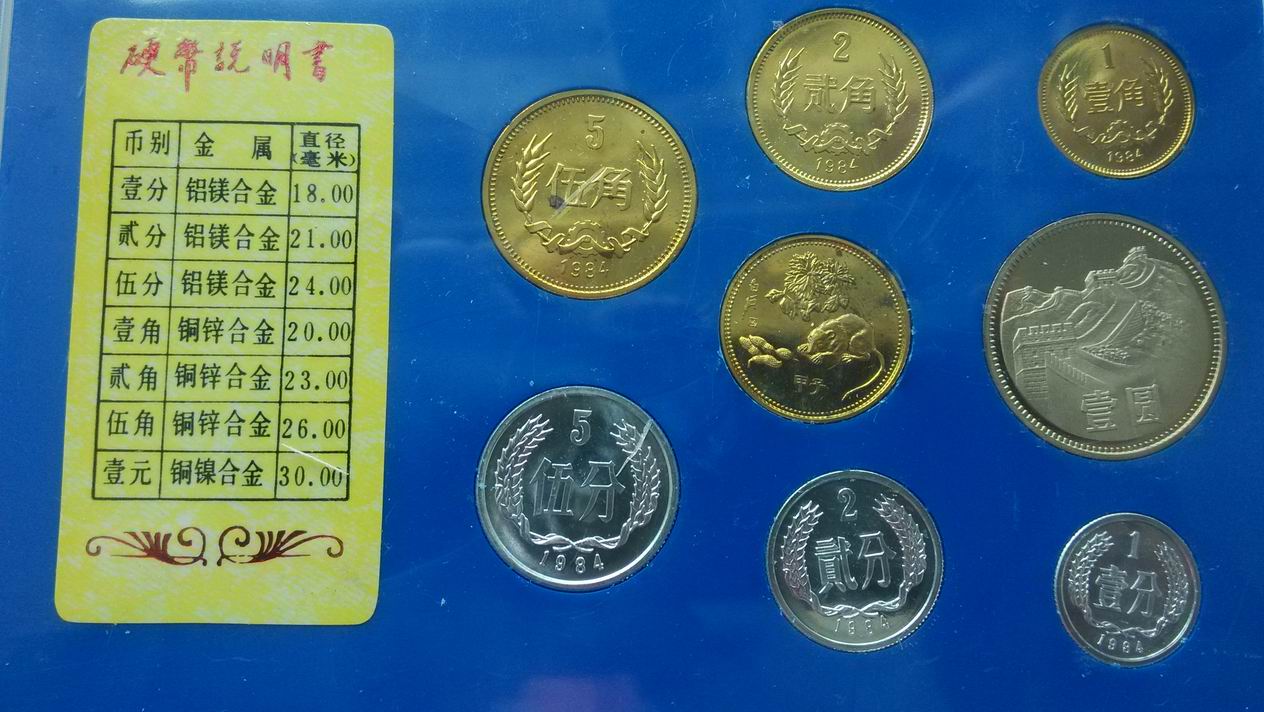 硬幣説明書
币别 金属 直径(毫米)
壹分 铝镁合金 18.00
贰分 铝镁合金 21.00
伍分 铝镁合金 24.00
壹角 铜锌合金 20.00
贰角 铜锌合金 23.00
伍角 铜锌合金 26.00
壹元 铜镍合金 30.00
5
伍角
1984
2
贰角
1984
1
壹角
1984
甲子
壹圆
5
伍分
1984
2
貳分
1984
1
壹分
1984